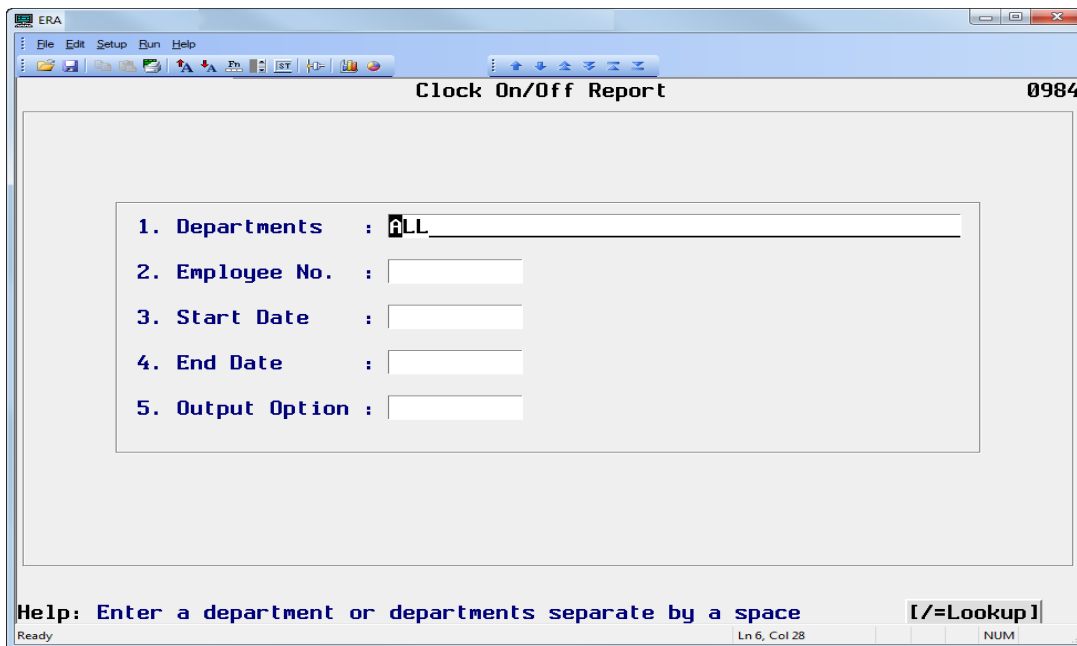 ERA
File Edit Setup Run Help
Clock On/Off Report 0984
1. Departments : ALL
2. Employee No. :
3. Start Date :
4. End Date :
5. Output Option :
Help: Enter a department or departments separate by a space [/=Lookup]
Ready Ln 6, Col 28 NUM